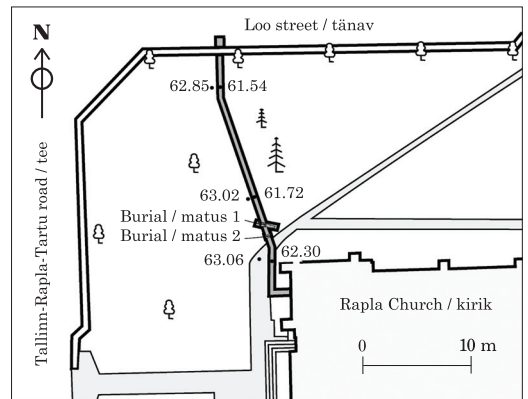 Loo street / tänav
N
62.85 61.54
Tallinn-Rapla-Tartu road / tee
63.02 61.72
Burial / matus 1
Burial / matus 2
63.06 62.30
Rapla Church / kirik
0 10 m